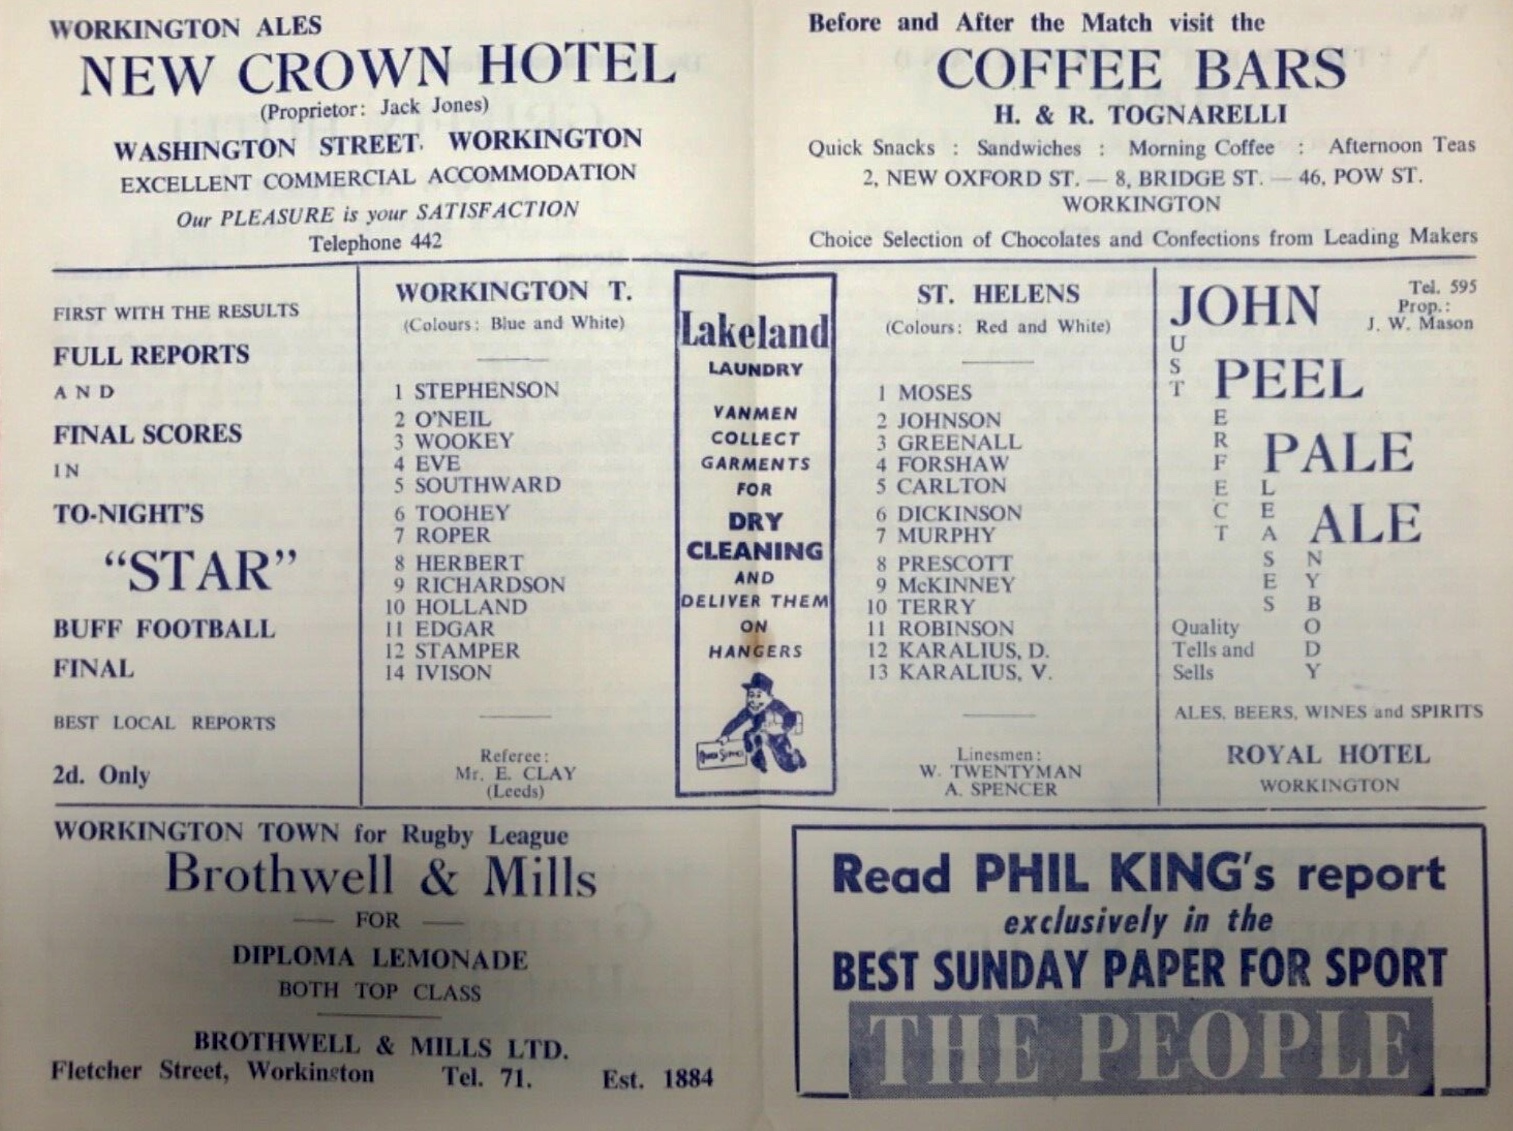 WORKINGTON ALES
NEW CROWN HOTEL
(Proprietor: Jack Jones)
WASHINGTON STREET, WORKINGTON
EXCELLENT COMMERCIAL ACCOMMODATION
Our PLEASURE is your SATISFACTION
Telephone 442
Before and After the Match visit the
COFFEE BARS
H. & R. TOGNARELLI
Quick Snacks : Sandwiches : Morning Coffee : Afternoon Teas
2, NEW OXFORD ST. — 8, BRIDGE ST. — 46, POW ST.
WORKINGTON
Choice Selection of Chocolates and Confections from Leading Makers
FIRST WITH THE RESULTS
FULL REPORTS
AND
FINAL SCORES
IN
TO-NIGHT'S
"STAR"
BUFF FOOTBALL
FINAL
BEST LOCAL REPORTS
2d. Only
WORKINGTON T.
(Colours: Blue and White)
1 STEPHENSON
2 O'NEIL
3 WOOKEY
4 EVE
5 SOUTHWARD
6 TOOHEY
7 ROPER
8 HERBERT
9 RICHARDSON
10 HOLLAND
11 EDGAR
12 STAMPER
14 IVISON
Referee:
Mr. E. CLAY
(Leeds)
Lakeland
LAUNDRY
VANMEN
COLLECT
GARMENTS
FOR
DRY
CLEANING
AND
DELIVER THEM
ON
HANGERS
QUICK SERVICE
ST. HELENS
(Colours: Red and White)
1 MOSES
2 JOHNSON
3 GREENALL
4 FORSHAW
5 CARLTON
6 DICKINSON
7 MURPHY
8 PRESCOTT
9 McKINNEY
10 TERRY
11 ROBINSON
12 KARALIUS, D.
13 KARALIUS, V.
Linesmen:
W. TWENTYMAN
A. SPENCER
JOHN
Tel. 595
Prop.:
J. W. Mason
UST
PEEL
ERFECT
PALE
LEASES
ALE
NYBODY
Quality
Tells and
Sells
ALES, BEERS, WINES and SPIRITS
ROYAL HOTEL
WORKINGTON
WORKINGTON TOWN for Rugby League
Brothwell & Mills
— FOR —
DIPLOMA LEMONADE
BOTH TOP CLASS
BROTHWELL & MILLS LTD.
Fletcher Street, Workington Tel. 71. Est. 1884
Read PHIL KING's report
exclusively in the
BEST SUNDAY PAPER FOR SPORT
THE PEOPLE